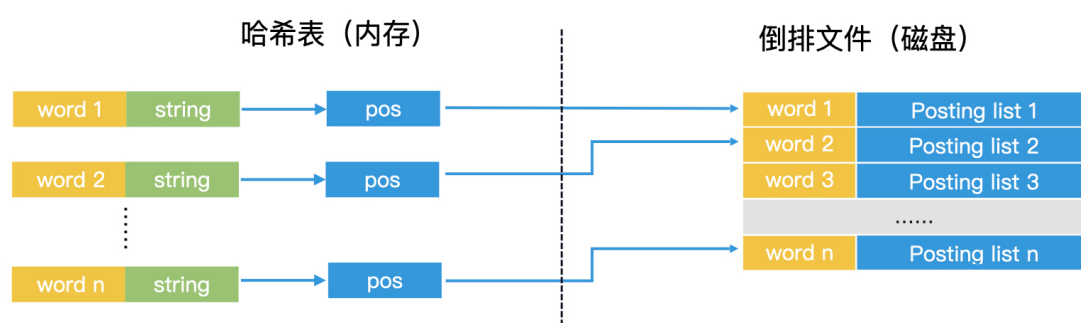 哈希表（内存）
倒排文件（磁盘）
word 1 string pos
word 2 string pos
word n string pos
word 1 Posting list 1
word 2 Posting list 2
word 3 Posting list 3
......
word n Posting list n